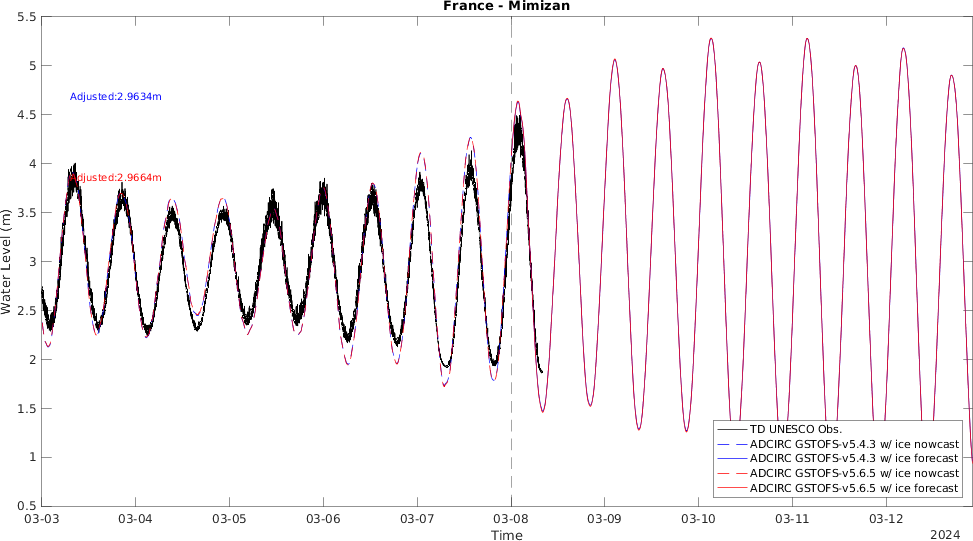 France - Mimizan
5.5
5
4.5
4
3.5
3
2.5
2
1.5
1
0.5
Water Level (m)
Adjusted:2.9634m
Adjusted:2.9664m
TD UNESCO Obs.
ADCIRC GSTOFS-v5.4.3 w/ ice nowcast
ADCIRC GSTOFS-v5.4.3 w/ ice forecast
ADCIRC GSTOFS-v5.6.5 w/ ice nowcast
ADCIRC GSTOFS-v5.6.5 w/ ice forecast
03-03 03-04 03-05 03-06 03-07 03-08 03-09 03-10 03-11 03-12
Time
2024